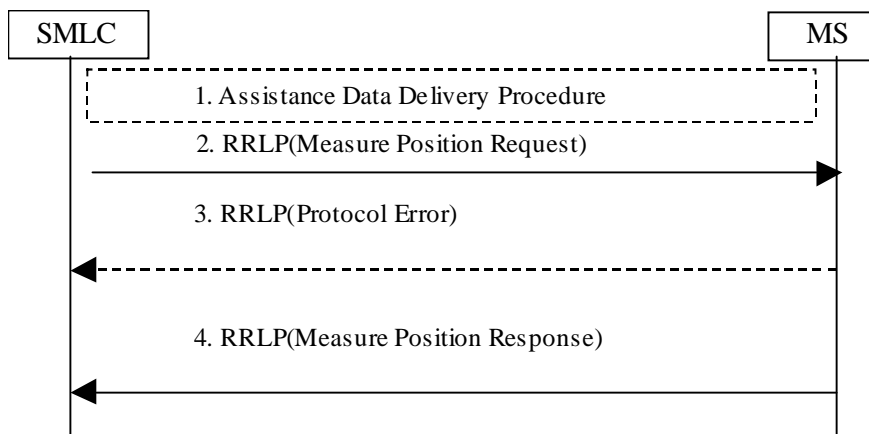 SMLC
MS
1. Assistance Data Delivery Procedure
2. RRLP(Measure Position Request)
3. RRLP(Protocol Error)
4. RRLP(Measure Position Response)